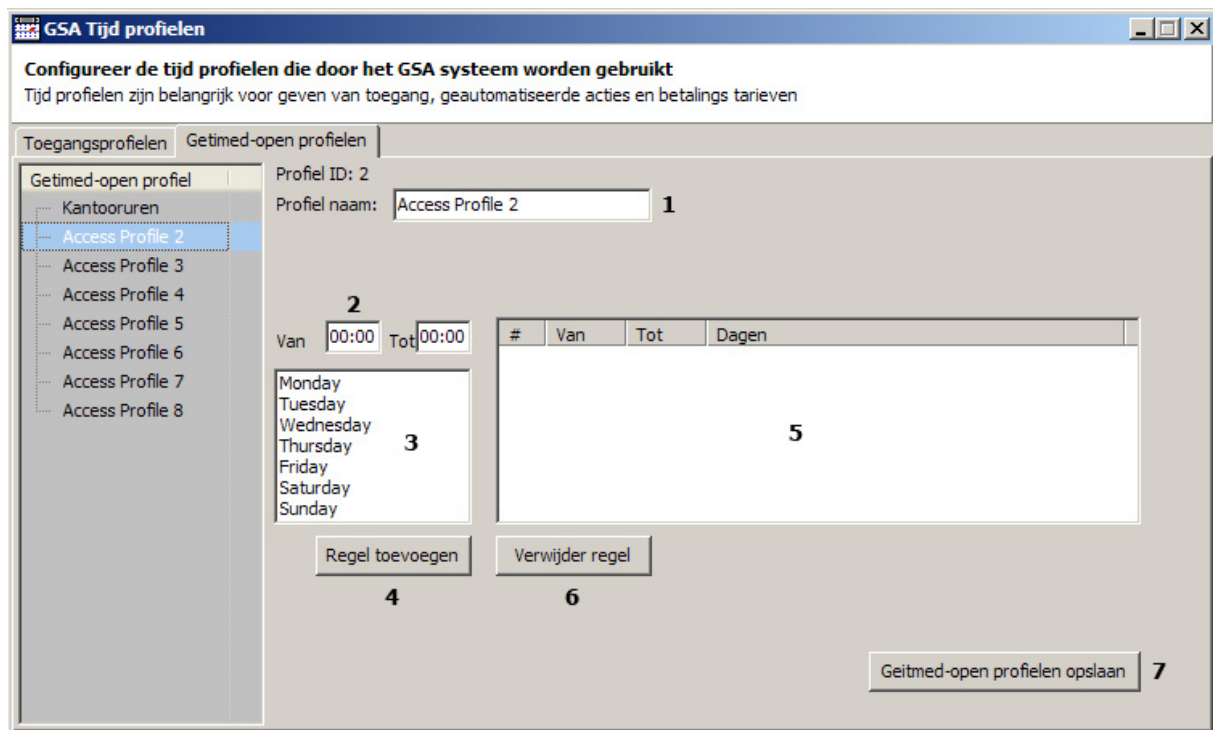 GSA Tijd profielen
Configureer de tijd profielen die door het GSA systeem worden gebruikt
Tijd profielen zijn belangrijk voor geven van toegang, geautomatiseerde acties en betalings tarieven
Toegangsprofielen Getimed-open profielen
Getimed-open profiel
Kantooruren
Access Profile 2
Access Profile 3
Access Profile 4
Access Profile 5
Access Profile 6
Access Profile 7
Access Profile 8
Profiel ID: 2
Profiel naam: Access Profile 2 1
2
Van 00:00 Tot 00:00
Monday
Tuesday
Wednesday
Thursday 3
Friday
Saturday
Sunday
# Van Tot Dagen
5
Regel toevoegen Verwijder regel
4 6
Geitmed-open profielen opslaan 7